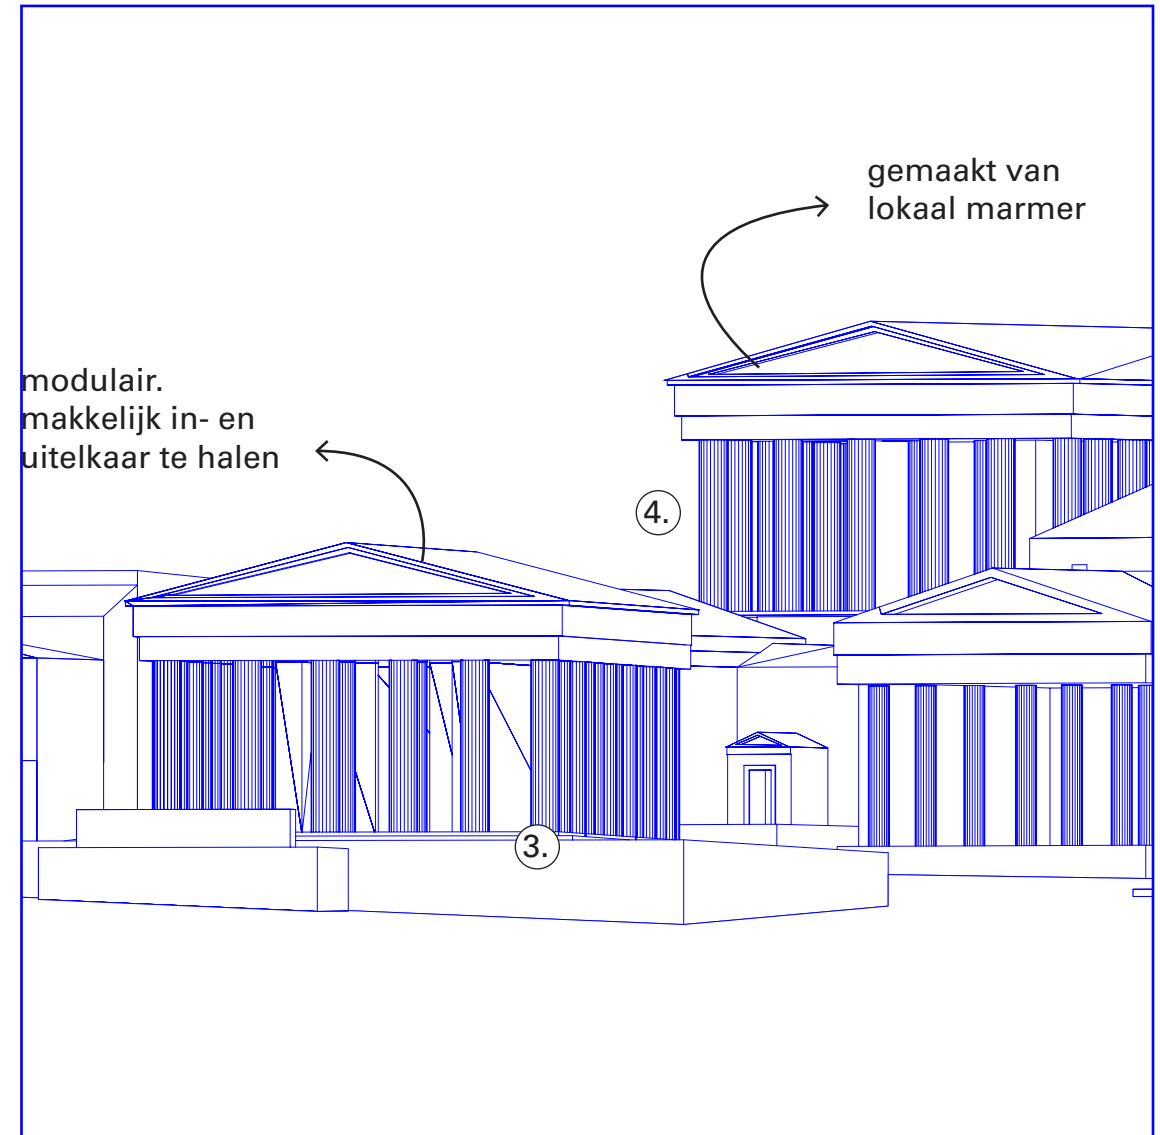 gemaakt van
lokaal marmer
modulair.
makkelijk in- en
uitelkaar te halen
4.
3.